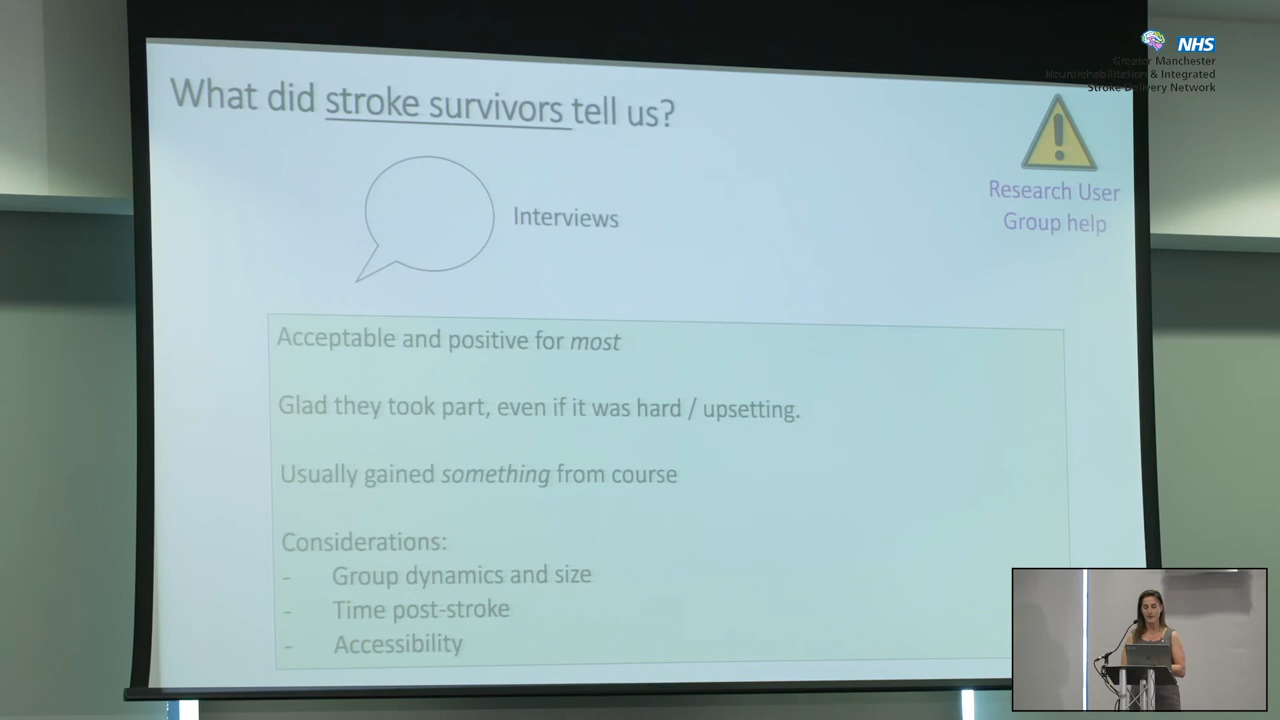 NHS
Greater Manchester
Neurorehabilitation & Integrated
Stroke Delivery Network
What did stroke survivors tell us?
Interviews
Research User
Group help
Acceptable and positive for most
Glad they took part, even if it was hard / upsetting.
Usually gained something from course
Considerations:
- Group dynamics and size
- Time post-stroke
- Accessibility